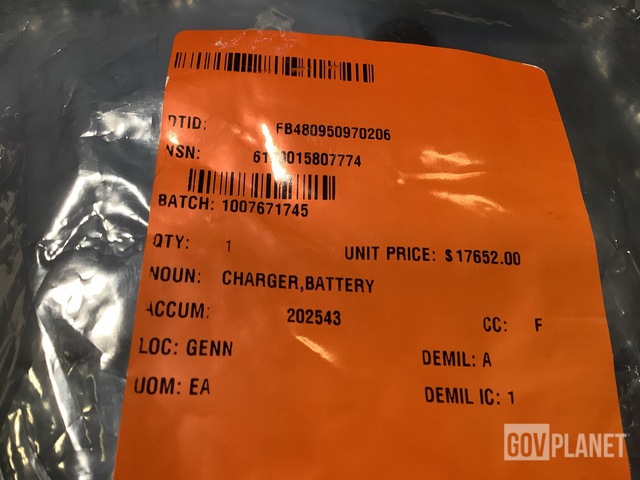 DTID: FB480950970206
NSN: 0015807774
BATCH: 1007671745
QTY: 1 UNIT PRICE: $17652.00
NOUN: CHARGER,BATTERY
ACCUM: 202543 CC: F
LOC: GENN DEMIL: A
UOM: EA DEMIL IC: 1
GOVPLANET